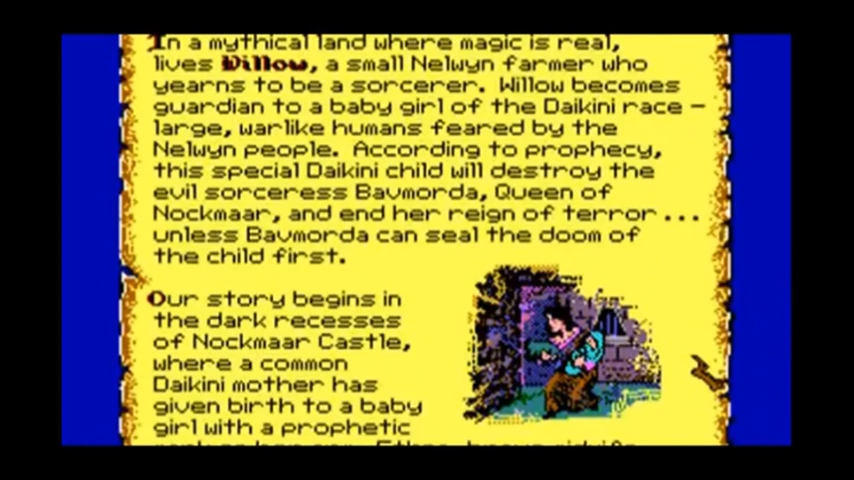 In a mythical land where magic is real,
lives Willow, a small Nelwyn farmer who
yearns to be a sorcerer. Willow becomes
guardian to a baby girl of the Daikini race –
large, warlike humans feared by the
Nelwyn people. According to prophecy,
this special Daikini child will destroy the
evil sorceress Bavmorda, Queen of
Nockmaar, and end her reign of terror...
unless Bavmorda can seal the doom of
the child first.
Our story begins in
the dark recesses
of Nockmaar Castle,
where a common
Daikini mother has
given birth to a baby
girl with a prophetic